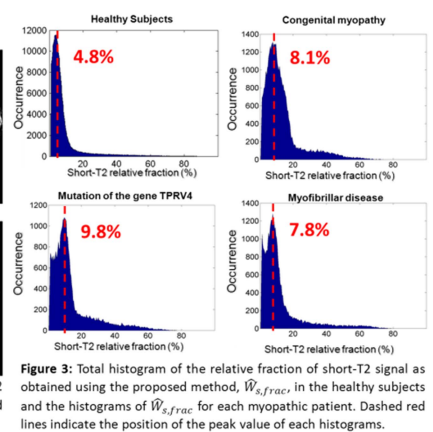 Healthy Subjects
12000
10000
8000
6000
4000
2000
0
Occurrence
4.8%
20 40 60 80
Short-T2 relative fraction (%)
Congenital myopathy
1400
1200
1000
800
600
400
200
0
Occurrence
8.1%
20 40 60 80
Short-T2 relative fraction (%)
Mutation of the gene TPRV4
1200
1000
800
600
400
200
0
Occurrence
9.8%
20 40 60 80
Short-T2 relative fraction (%)
Myofibrillar disease
1400
1200
1000
800
600
400
200
0
Occurrence
7.8%
20 40 60 80
Short-T2 relative fraction (%)
2
d
Figure 3: Total histogram of the relative fraction of short-T2 signal as
obtained using the proposed method, Ŵs,frac, in the healthy subjects
and the histograms of Ŵs,frac for each myopathic patient. Dashed red
lines indicate the position of the peak value of each histograms.